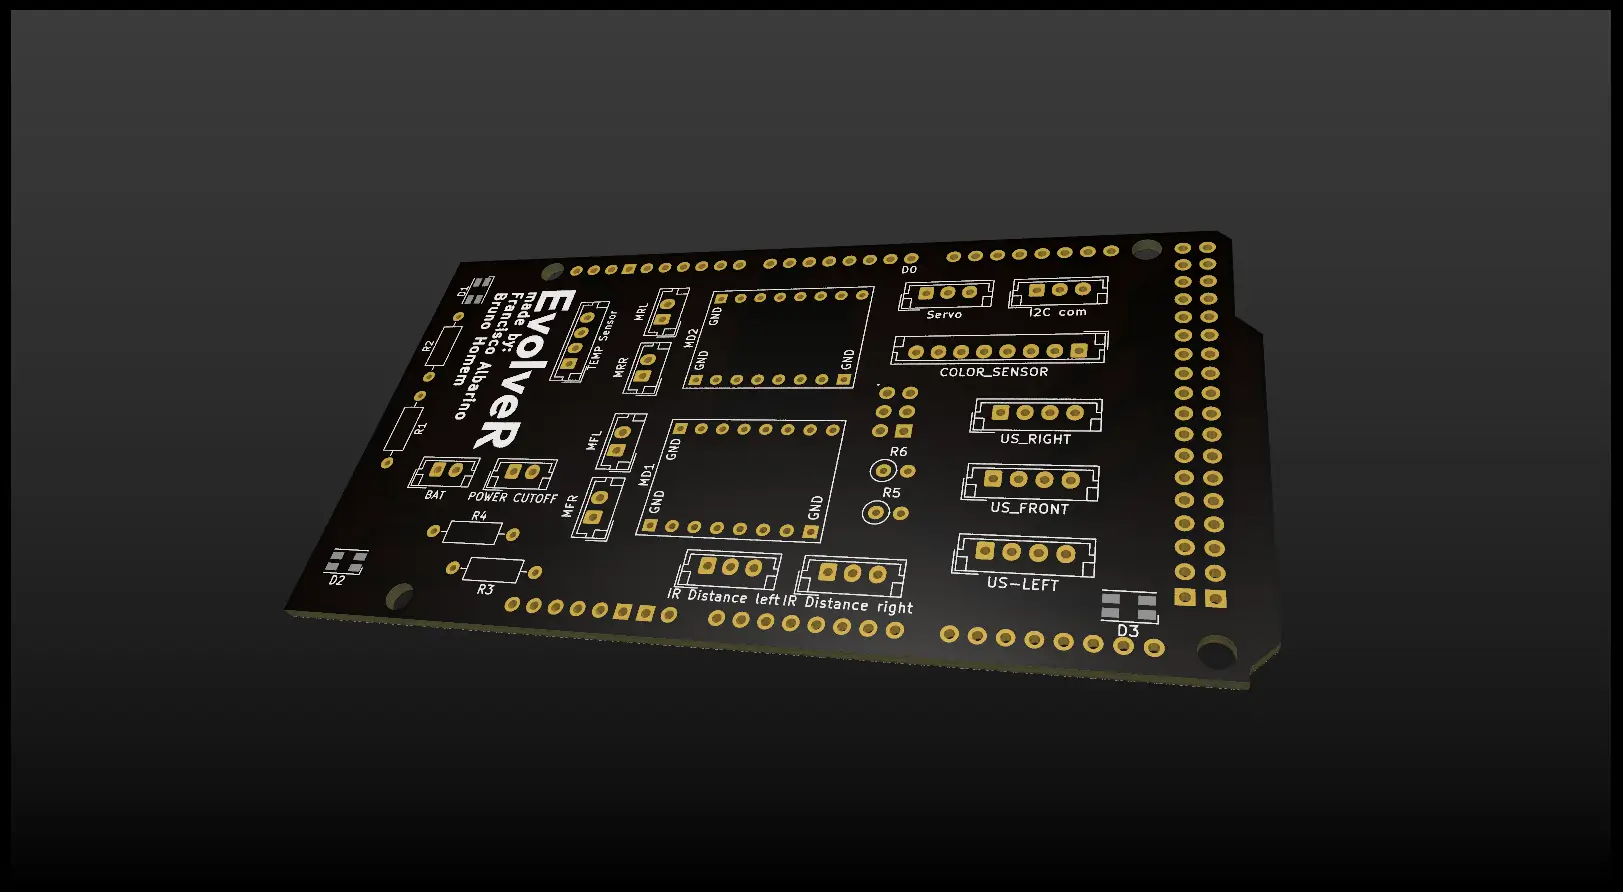 D0
D1
EvolveR
made by:
Francisco Albarino
Bruno Homem
TEMP Sensor
MRL
MRR
MD2
GND
GND
GND
Servo
I2C com
COLOR_SENSOR
R2
R1
US_RIGHT
MFL
MD1
GND
GND
GND
R6
R5
BAT
POWER CUTOFF
MFR
US_FRONT
R4
R3
D2
US-LEFT
IR Distance left
IR Distance right
D3